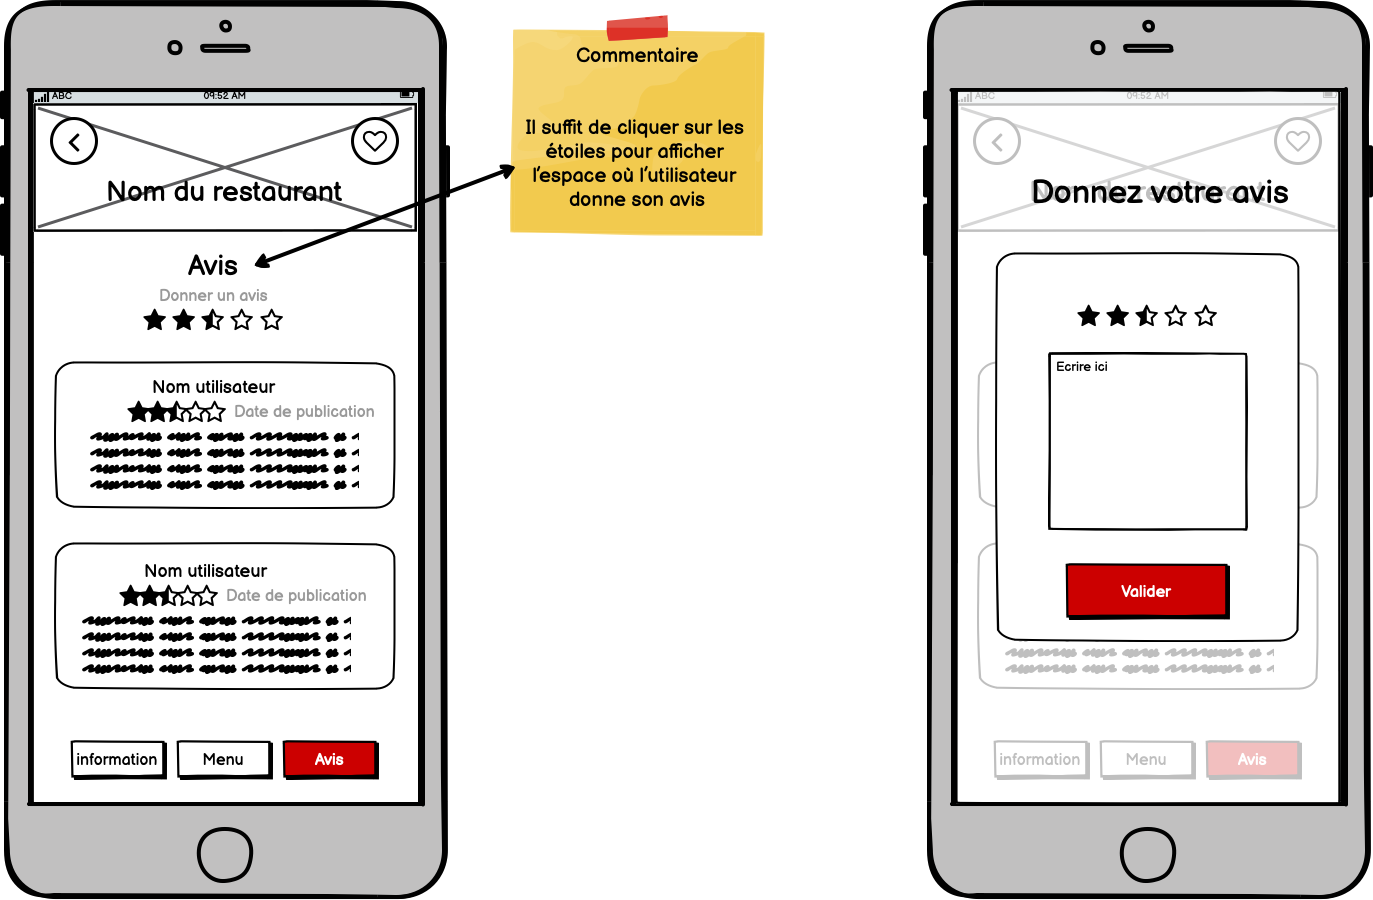 ABC 09:52 AM
Nom du restaurant
Avis
Donner un avis
Nom utilisateur
Date de publication
Nom utilisateur
Date de publication
information Menu Avis
Commentaire
Il suffit de cliquer sur les
étoiles pour afficher
l'espace où l'utilisateur
donne son avis
ABC 09:52 AM
Donnez votre avis
Ecrire ici
Valider
information Menu Avis